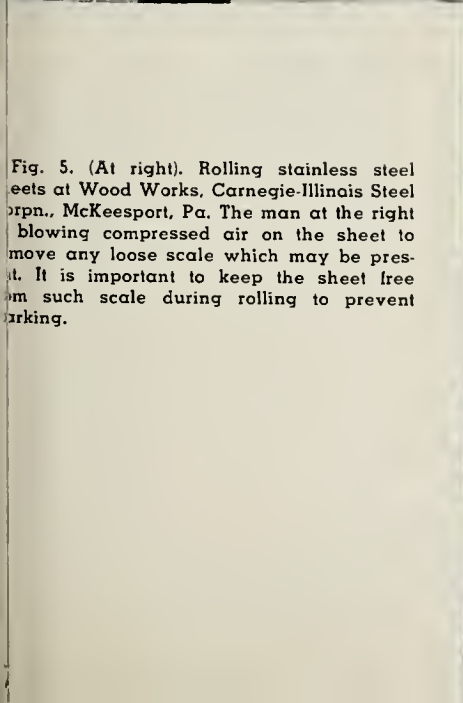 Fig. 5. (At right). Rolling stainless steel
eets at Wood Works, Carnegie-Illinois Steel
orpn., McKeesport, Pa. The man at the right
blowing compressed air on the sheet to
move any loose scale which may be pres-
t. It is important to keep the sheet free
om such scale during rolling to prevent
arking.